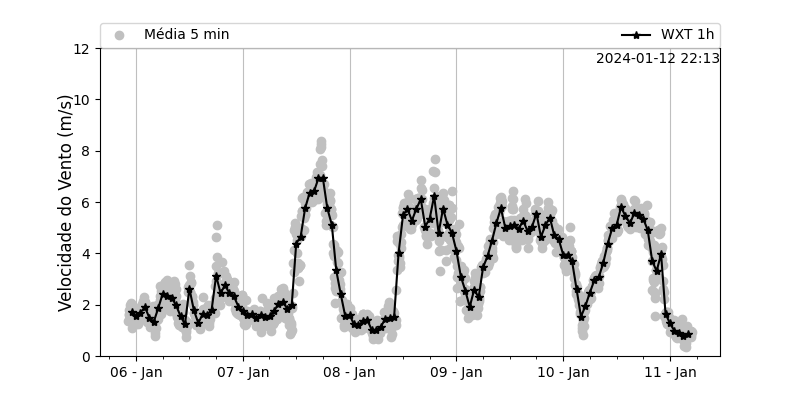 Média 5 min
WXT 1h
2024-01-12 22:13
Velocidade do Vento (m/s)
12
10
8
6
4
2
0
06 - Jan
07 - Jan
08 - Jan
09 - Jan
10 - Jan
11 - Jan